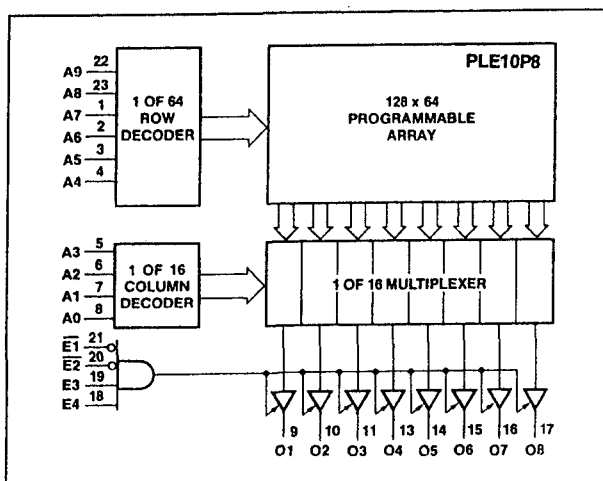 PLE10P8
A9 22
A8 23
A7 1
A6 2
A5 3
A4 4
1 OF 64
ROW
DECODER
128 x 64
PROGRAMMABLE
ARRAY
A3 5
A2 6
A1 7
A0 8
1 OF 16
COLUMN
DECODER
1 OF 16 MULTIPLEXER
E1 21
E2 20
E3 19
E4 18
9 10 11 13 14 15 16 17
O1 O2 O3 O4 O5 O6 O7 O8